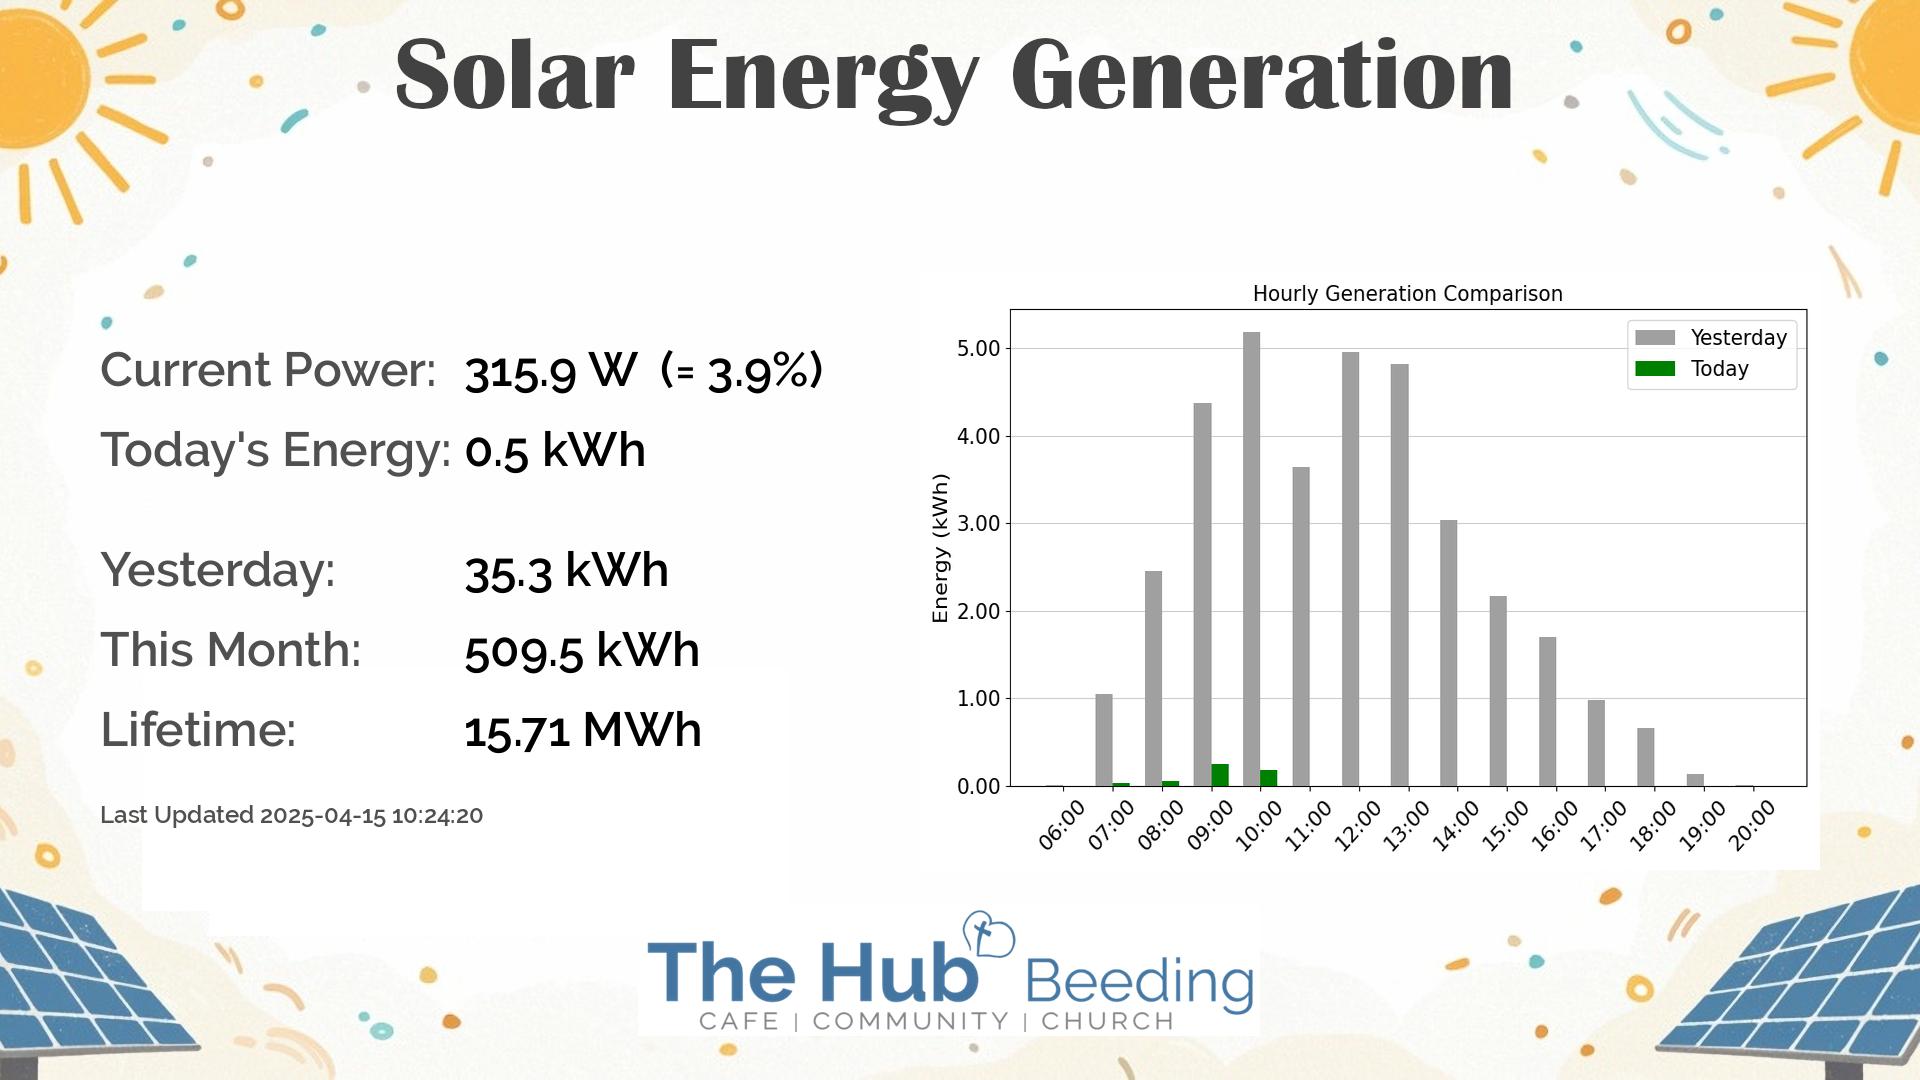 Solar Energy Generation
Current Power: 315.9 W (= 3.9%)
Today's Energy: 0.5 kWh
Yesterday: 35.3 kWh
This Month: 509.5 kWh
Lifetime: 15.71 MWh
Last Updated 2025-04-15 10:24:20
Hourly Generation Comparison
Yesterday
Today
Energy (kWh)
5.00
4.00
3.00
2.00
1.00
0.00
06:00 07:00 08:00 09:00 10:00 11:00 12:00 13:00 14:00 15:00 16:00 17:00 18:00 19:00 20:00
The Hub Beeding
CAFE | COMMUNITY | CHURCH